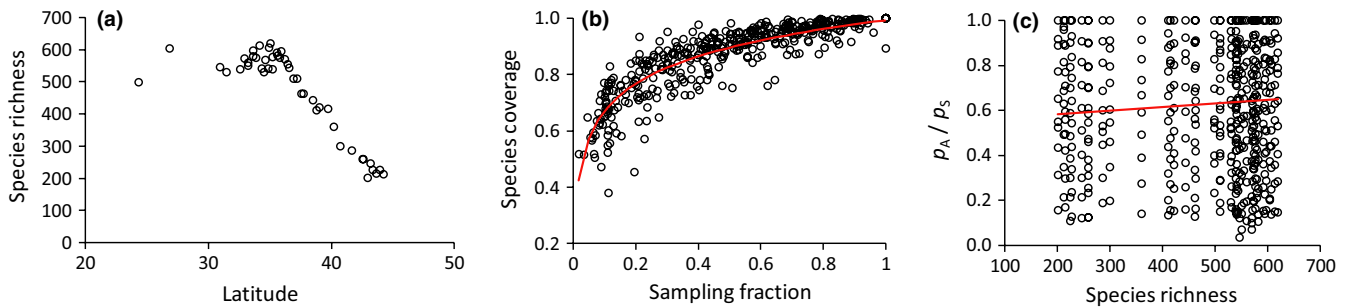 (a)
Species richness
700
600
500
400
300
200
100
0
20 30 40 50
Latitude
(b)
Species coverage
1.0
0.8
0.6
0.4
0.2
0 0.2 0.4 0.6 0.8 1
Sampling fraction
(c)
pA / pS
1.0
0.8
0.6
0.4
0.2
0.0
100 200 300 400 500 600 700
Species richness